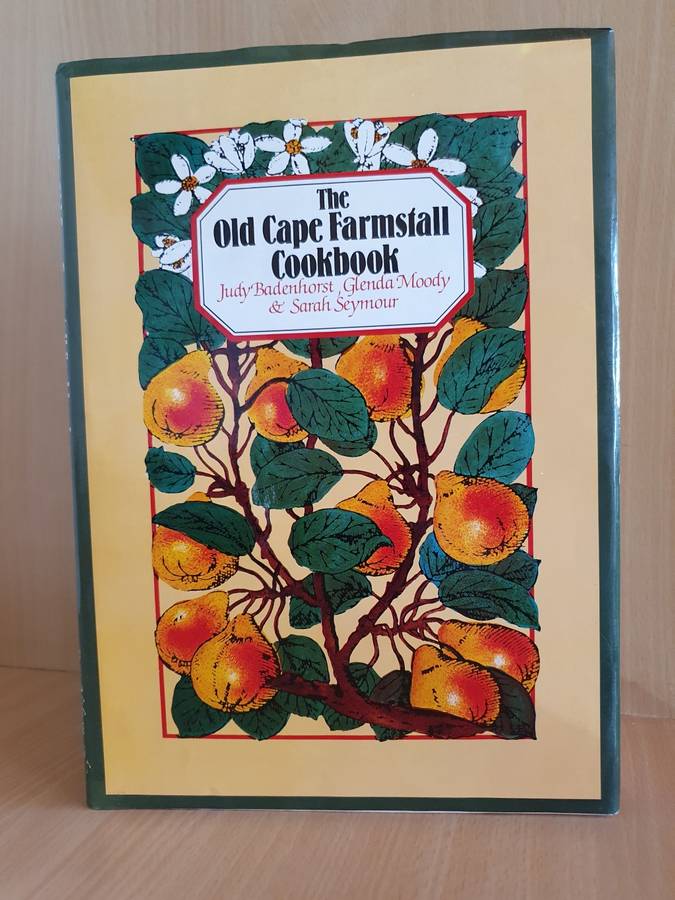 The
Old Cape Farmstall
Cookbook
Judy Badenhorst, Glenda Moody
& Sarah Seymour